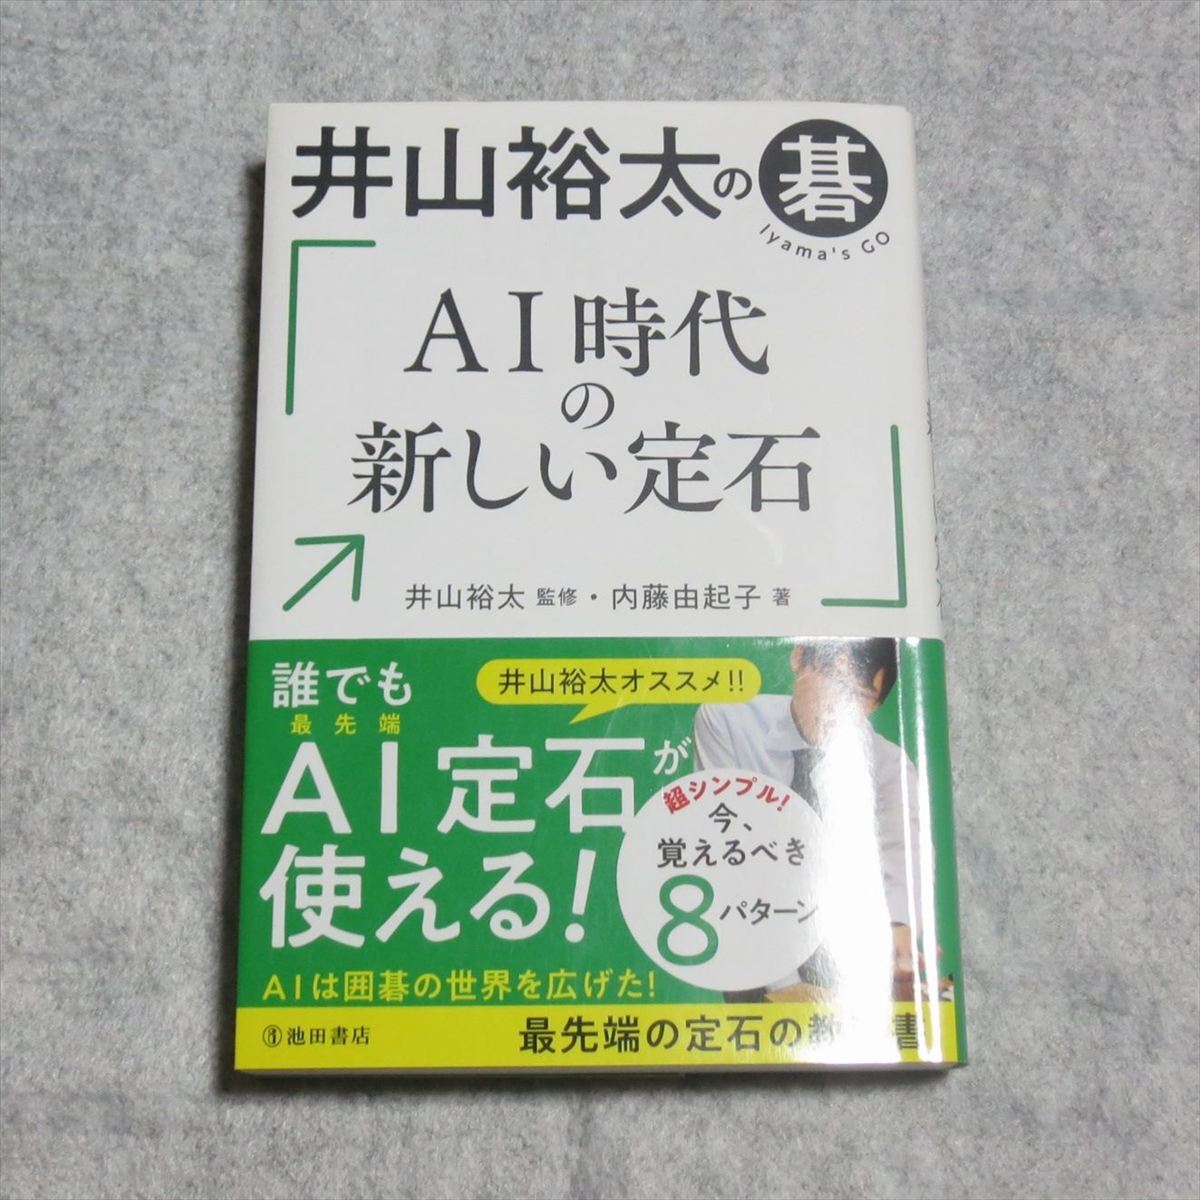 井山裕太の碁
Iyama's GO
AI時代
の
新しい定石
井山裕太 監修・内藤由起子 著
誰でも
井山裕太オススメ!!
最先端
AI定石が
使える!
超シンプル!
今、
覚えるべき
8パターン
AIは囲碁の世界を広げた!
池田書店
最先端の定石の教科書